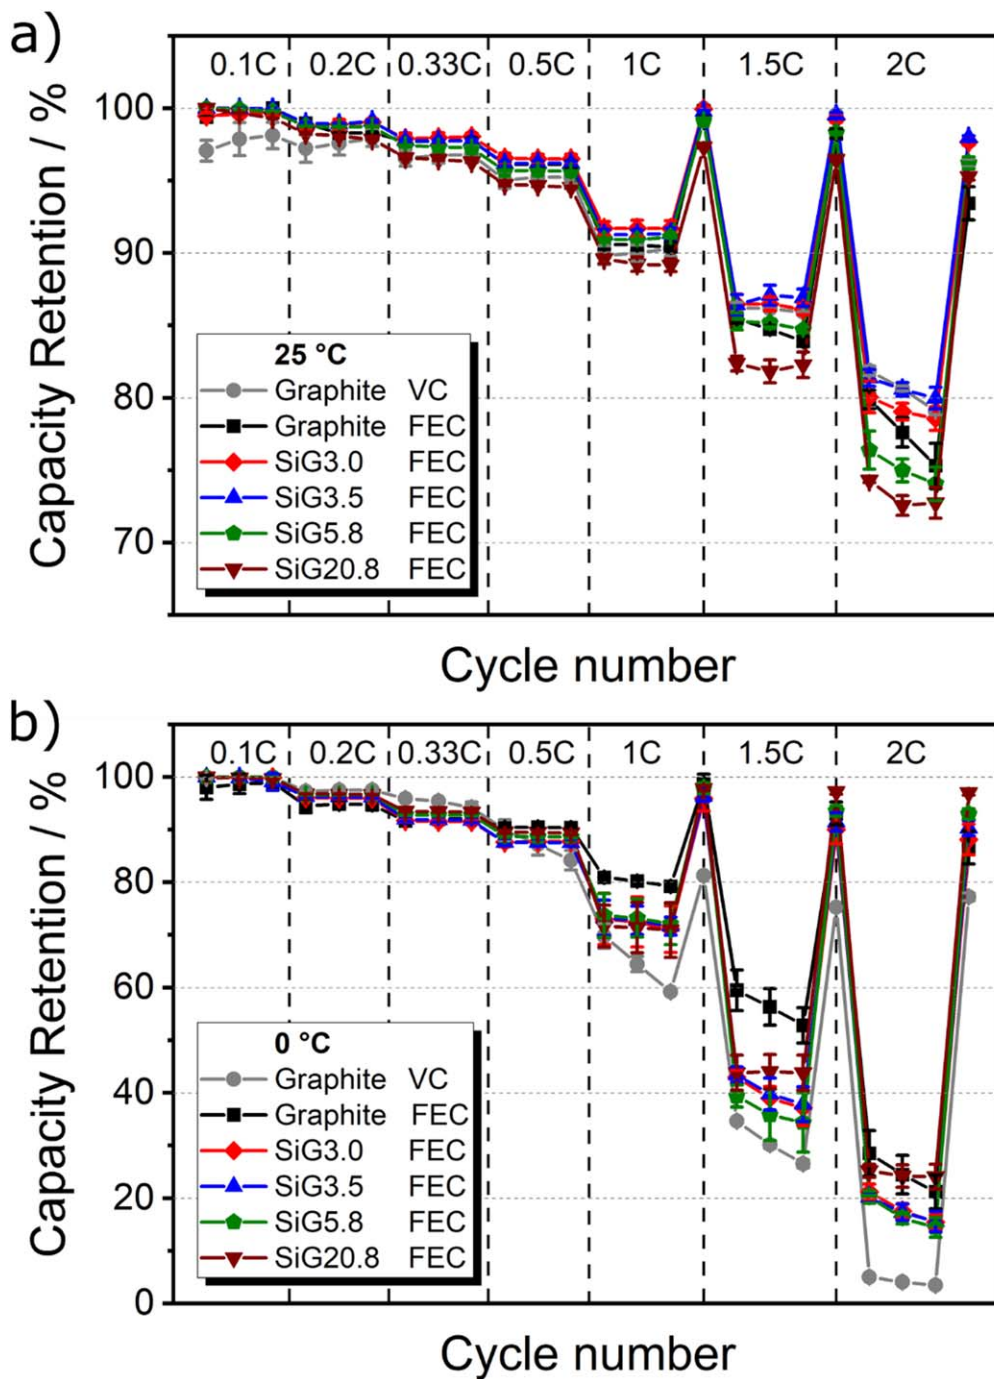 a)
0.1C 0.2C 0.33C 0.5C 1C 1.5C 2C
100
90
80
70
Capacity Retention / %
25 °C
Graphite VC
Graphite FEC
SiG3.0 FEC
SiG3.5 FEC
SiG5.8 FEC
SiG20.8 FEC
Cycle number
b)
0.1C 0.2C 0.33C 0.5C 1C 1.5C 2C
100
80
60
40
20
0
Capacity Retention / %
0 °C
Graphite VC
Graphite FEC
SiG3.0 FEC
SiG3.5 FEC
SiG5.8 FEC
SiG20.8 FEC
Cycle number